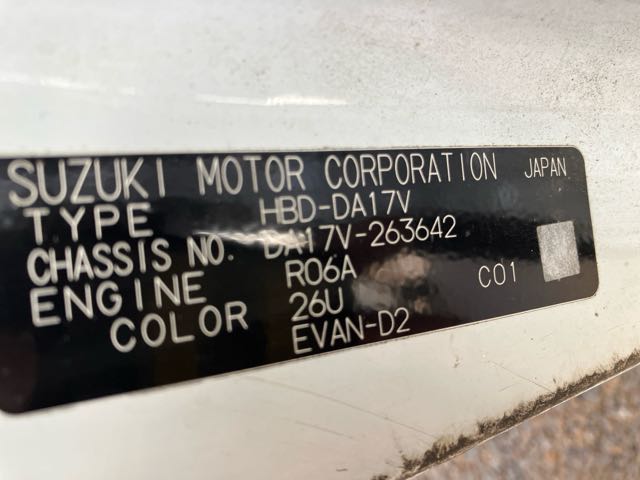 SUZUKI MOTOR CORPORATION JAPAN
TYPE HBD-DA17V
CHASSIS NO. DA17V-263642
ENGINE R06A C01
COLOR 26U
EVAN-D2